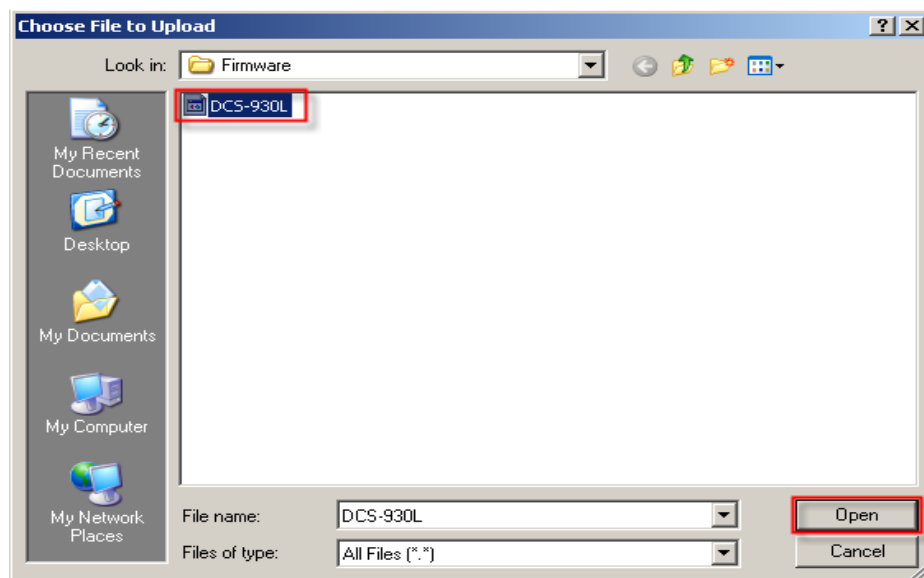 Choose File to Upload
Look in: Firmware
DCS-930L
My Recent
Documents
Desktop
My Documents
My Computer
My Network
Places
File name: DCS-930L Open
Files of type: All Files (*.*) Cancel